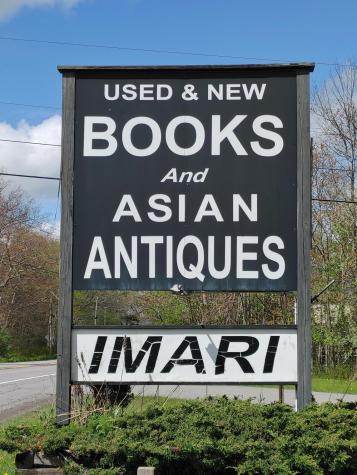 USED & NEW
BOOKS
And
ASIAN
ANTIQUES
IMARI